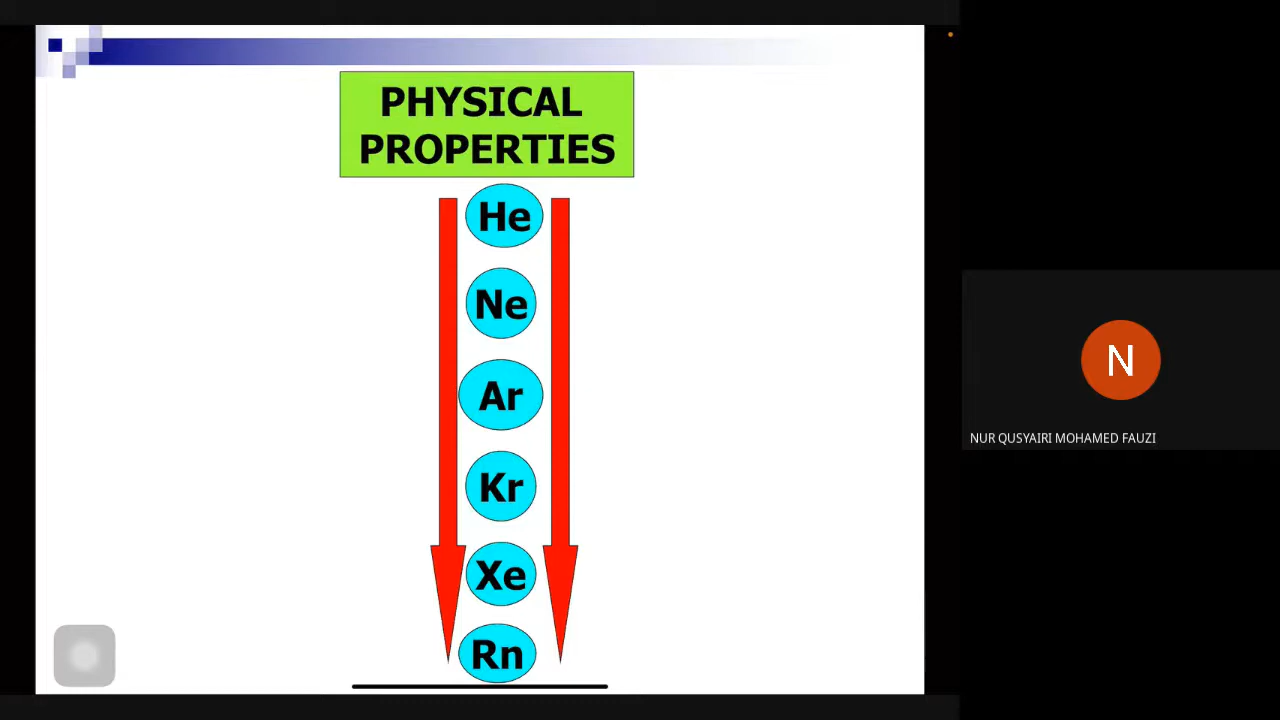 PHYSICAL
PROPERTIES
He
Ne
Ar
Kr
Xe
Rn
N
NUR QUSYAIRI MOHAMED FAUZI